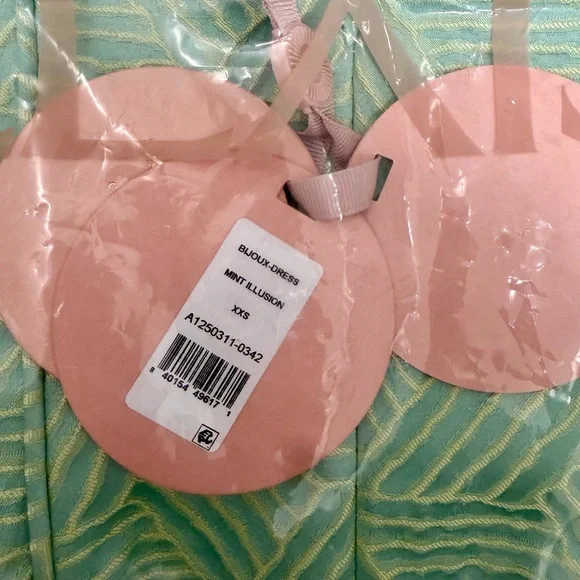 BIJOUX-DRESS
MINT ILLUSION
XXS
A1250311-0342
8 40154 49617 1